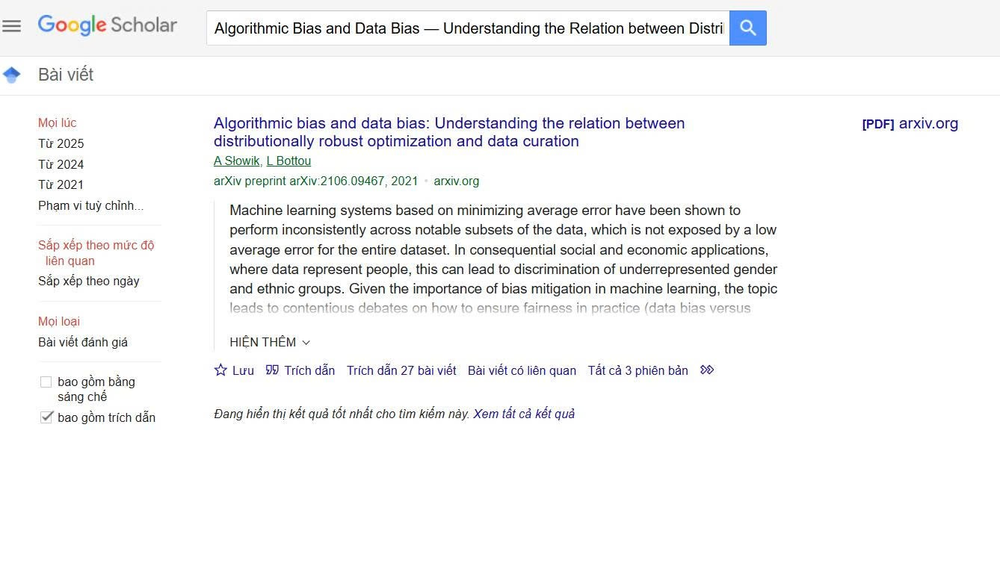 Google Scholar
Algorithmic Bias and Data Bias — Understanding the Relation between Distri
Bài viết
Mọi lúc
Từ 2025
Từ 2024
Từ 2021
Phạm vi tuỳ chỉnh...
Sắp xếp theo mức độ
liên quan
Sắp xếp theo ngày
Mọi loại
Bài viết đánh giá
bao gồm bằng
sáng chế
bao gồm trích dẫn
Algorithmic bias and data bias: Understanding the relation between
distributionally robust optimization and data curation
A Słowik, L Bottou
arXiv preprint arXiv:2106.09467, 2021 • arxiv.org
Machine learning systems based on minimizing average error have been shown to
perform inconsistently across notable subsets of the data, which is not exposed by a low
average error for the entire dataset. In consequential social and economic applications,
where data represent people, this can lead to discrimination of underrepresented gender
and ethnic groups. Given the importance of bias mitigation in machine learning, the topic
leads to contentious debates on how to ensure fairness in practice (data bias versus
HIỆN THÊM
Lưu Trích dẫn Trích dẫn 27 bài viết Bài viết có liên quan Tất cả 3 phiên bản
Đang hiển thị kết quả tốt nhất cho tìm kiếm này. Xem tất cả kết quả
[PDF] arxiv.org